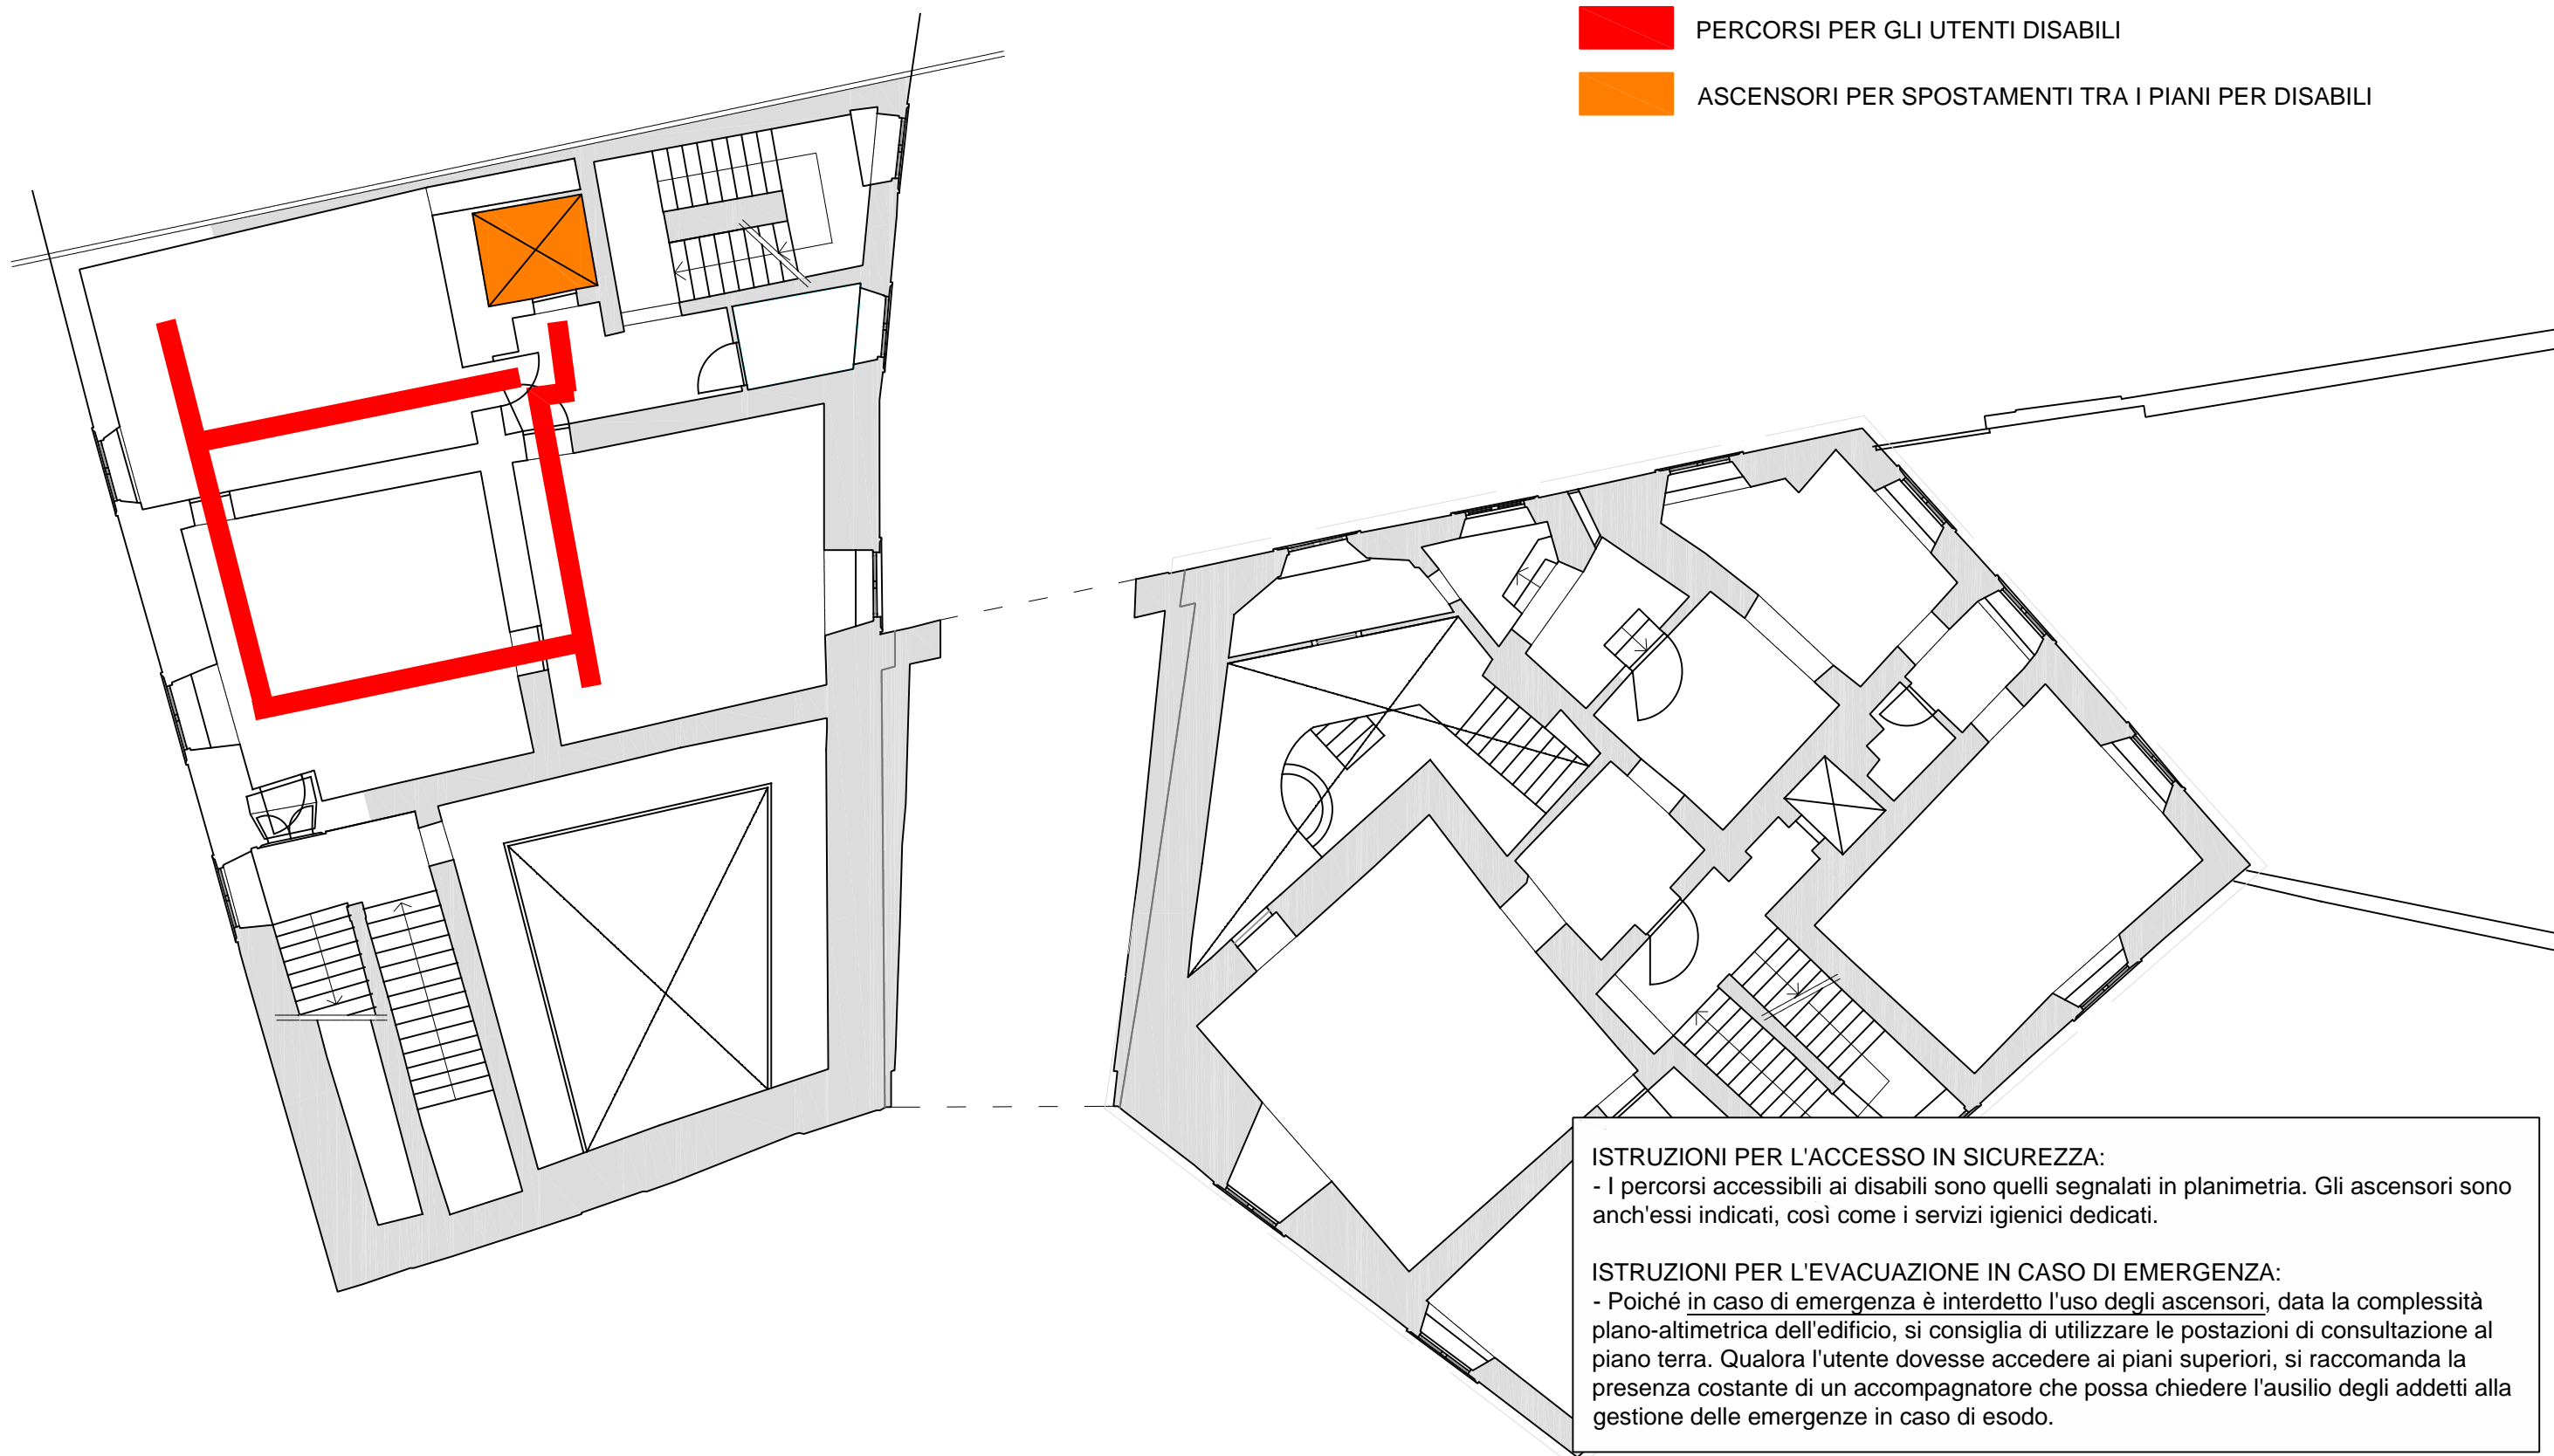 PERCORSI PER GLI UTENTI DISABILI
ASCENSORI PER SPOSTAMENTI TRA I PIANI PER DISABILI
ISTRUZIONI PER L'ACCESSO IN SICUREZZA:
- I percorsi accessibili ai disabili sono quelli segnalati in planimetria. Gli ascensori sono
anch'essi indicati, così come i servizi igienici dedicati.
ISTRUZIONI PER L'EVACUAZIONE IN CASO DI EMERGENZA:
- Poiché in caso di emergenza è interdetto l'uso degli ascensori, data la complessità
plano-altimetrica dell'edificio, si consiglia di utilizzare le postazioni di consultazione al
piano terra. Qualora l'utente dovesse accedere ai piani superiori, si raccomanda la
presenza costante di un accompagnatore che possa chiedere l'ausilio degli addetti alla
gestione delle emergenze in caso di esodo.